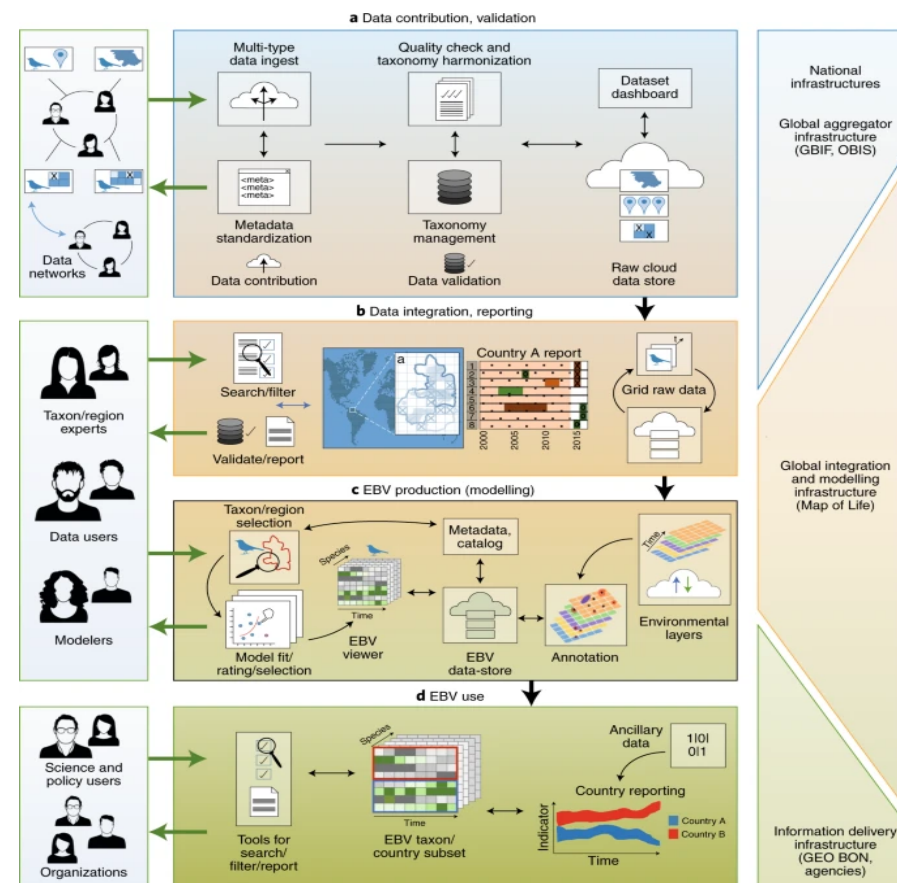 a Data contribution, validation
Multi-type
data ingest
Quality check and
taxonomy harmonization
Dataset
dashboard
<meta>
<meta>
<meta>
X
X
X
X
Metadata
standardization
Taxonomy
management
Data contribution
Data validation
Raw cloud
data store
Data
networks
National
infrastructures
Global aggregator
infrastructure
(GBIF, OBIS)
b Data integration, reporting
Taxon/region
experts
Search/filter
Validate/report
a
Country A report
1
2
3
4
2000
2005
2010
2015
t
Grid raw data
Data users
Modelers
c EBV production (modelling)
Taxon/region
selection
Model fit/
rating/selection
Species
Time
EBV
viewer
Metadata,
catalog
EBV
data-store
Annotation
Time
Environmental
layers
Global integration
and modelling
infrastructure
(Map of Life)
d EBV use
Science and
policy users
Organizations
Tools for
search/
filter/report
Species
Time
EBV taxon/
country subset
Ancillary
data
1|0|
0|1
Country reporting
Indicator
Country A
Country B
Time
Information delivery
infrastructure
(GEO BON,
agencies)